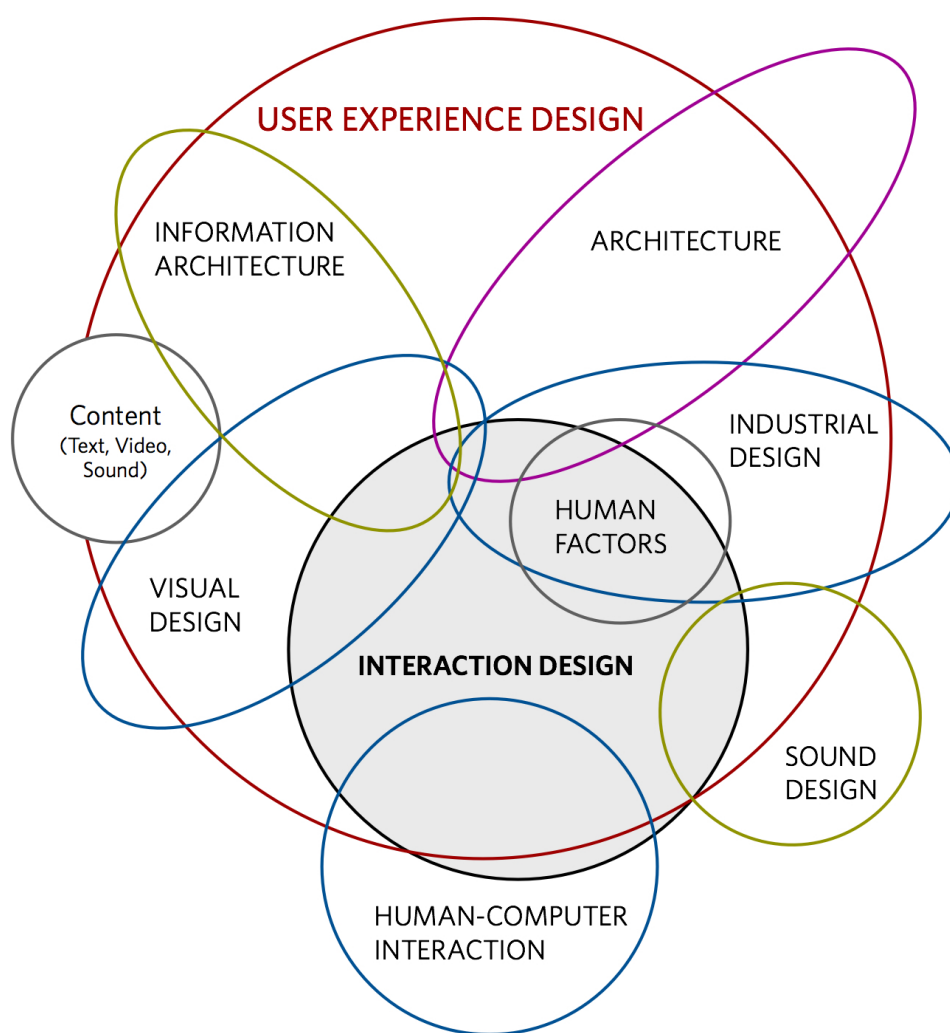 USER EXPERIENCE DESIGN
INFORMATION
ARCHITECTURE
ARCHITECTURE
Content
(Text, Video,
Sound)
INDUSTRIAL
DESIGN
HUMAN
FACTORS
VISUAL
DESIGN
INTERACTION DESIGN
SOUND
DESIGN
HUMAN-COMPUTER
INTERACTION